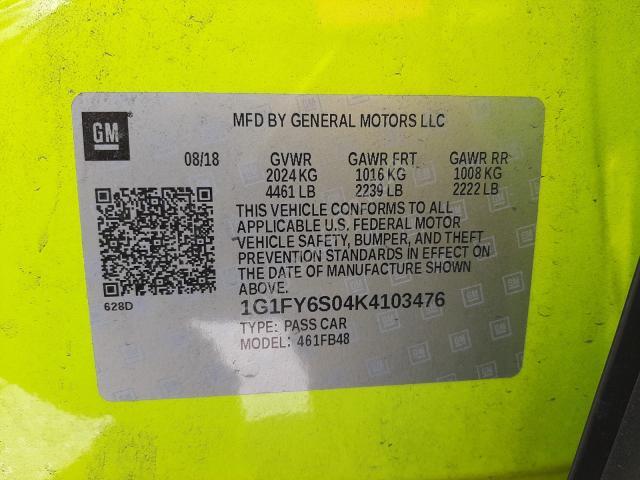 GM
MFD BY GENERAL MOTORS LLC
08/18 GVWR GAWR FRT GAWR RR
2024 KG 1016 KG 1008 KG
4461 LB 2239 LB 2222 LB
THIS VEHICLE CONFORMS TO ALL
APPLICABLE U.S. FEDERAL MOTOR
VEHICLE SAFETY, BUMPER, AND THEFT
PREVENTION STANDARDS IN EFFECT ON
THE DATE OF MANUFACTURE SHOWN
ABOVE.
628D
1G1FY6S04K4103476
TYPE: PASS CAR
MODEL: 461FB48